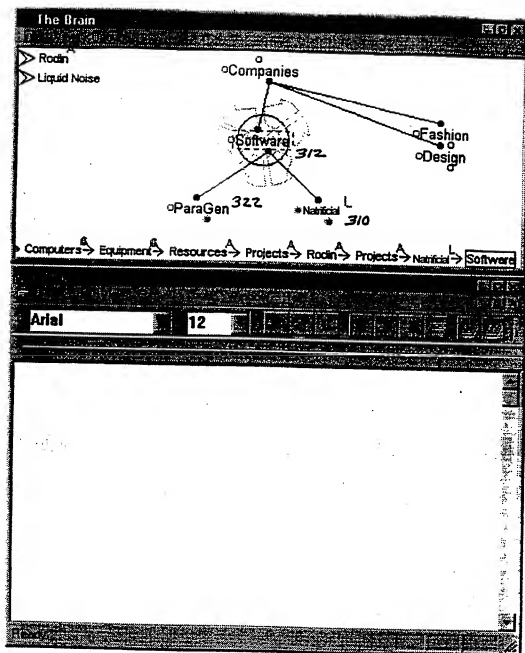 The Brain
A
Rodin
Liquid Noise
Companies
Software
312
Fashion
Design
ParaGen 322
L
Natrificial
310
Computers Equipment Resources Projects Rodin Projects Natrificial Software
Arial 12
Ready